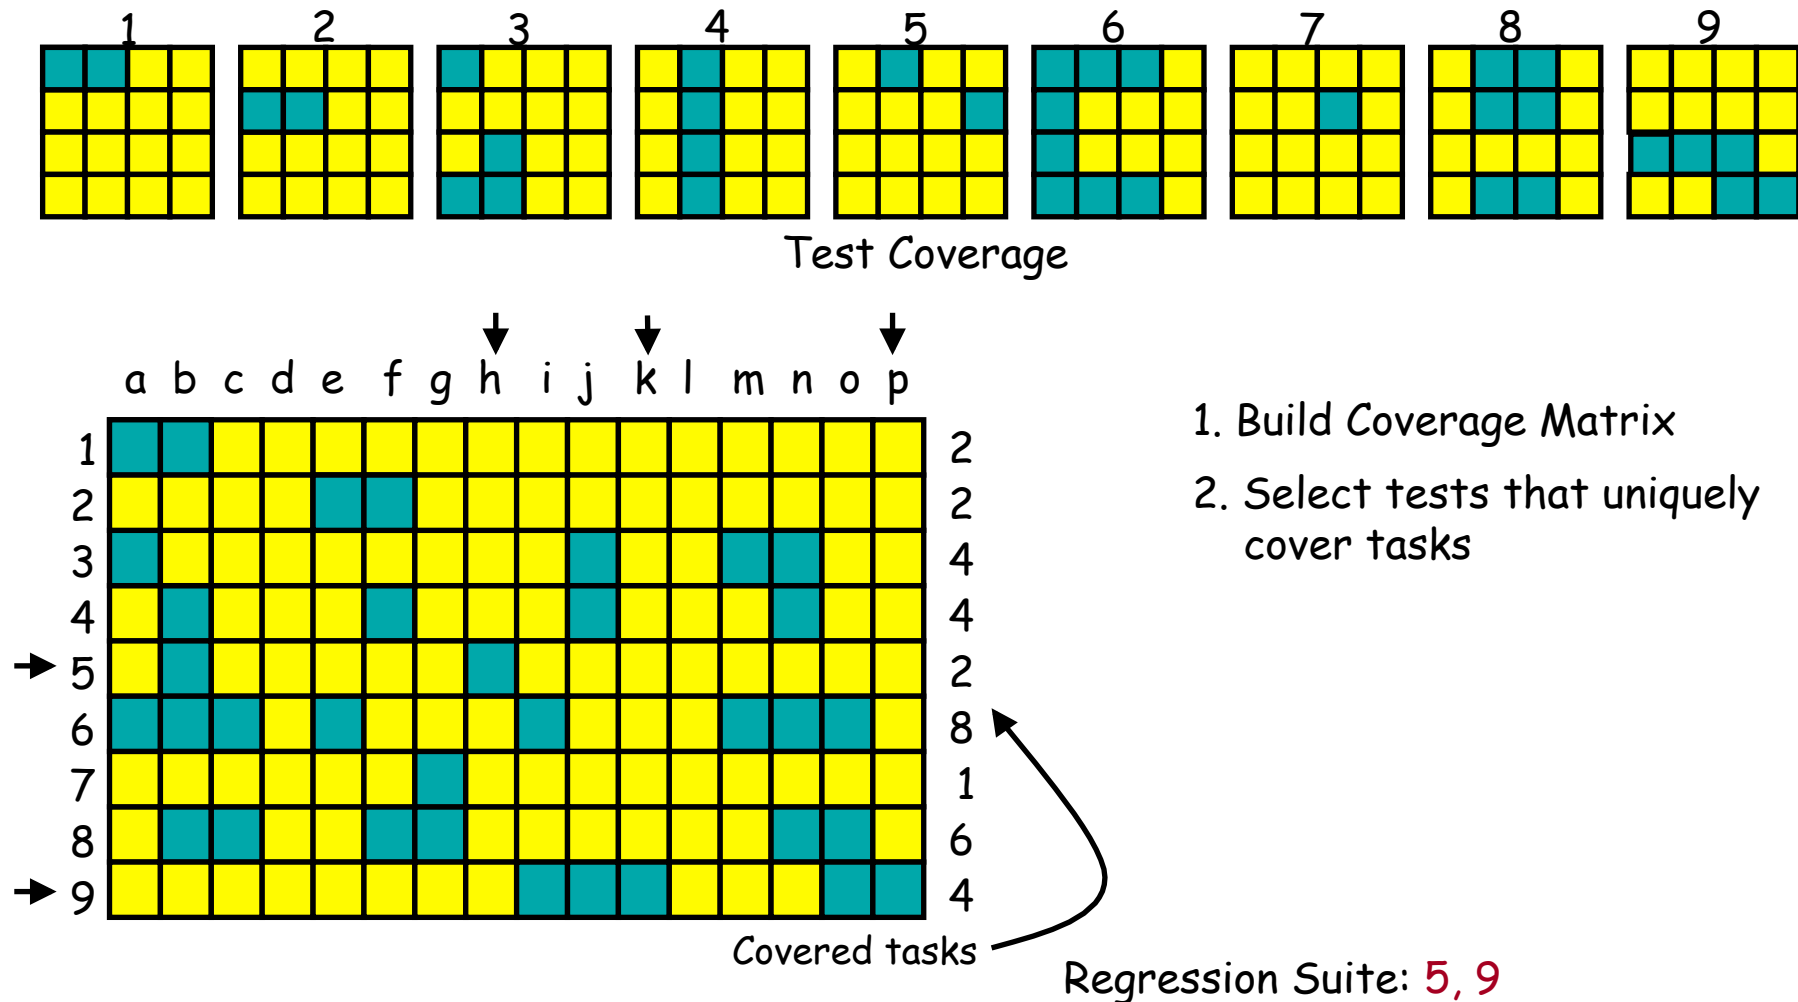 1 2 3 4 5 6 7 8 9
Test Coverage
a b c d e f g h i j k l m n o p
1 2
2 2
3 4
4 4
5 2
6 8
7 1
8 6
9 4
Covered tasks
1. Build Coverage Matrix
2. Select tests that uniquely
cover tasks
Regression Suite: 5, 9